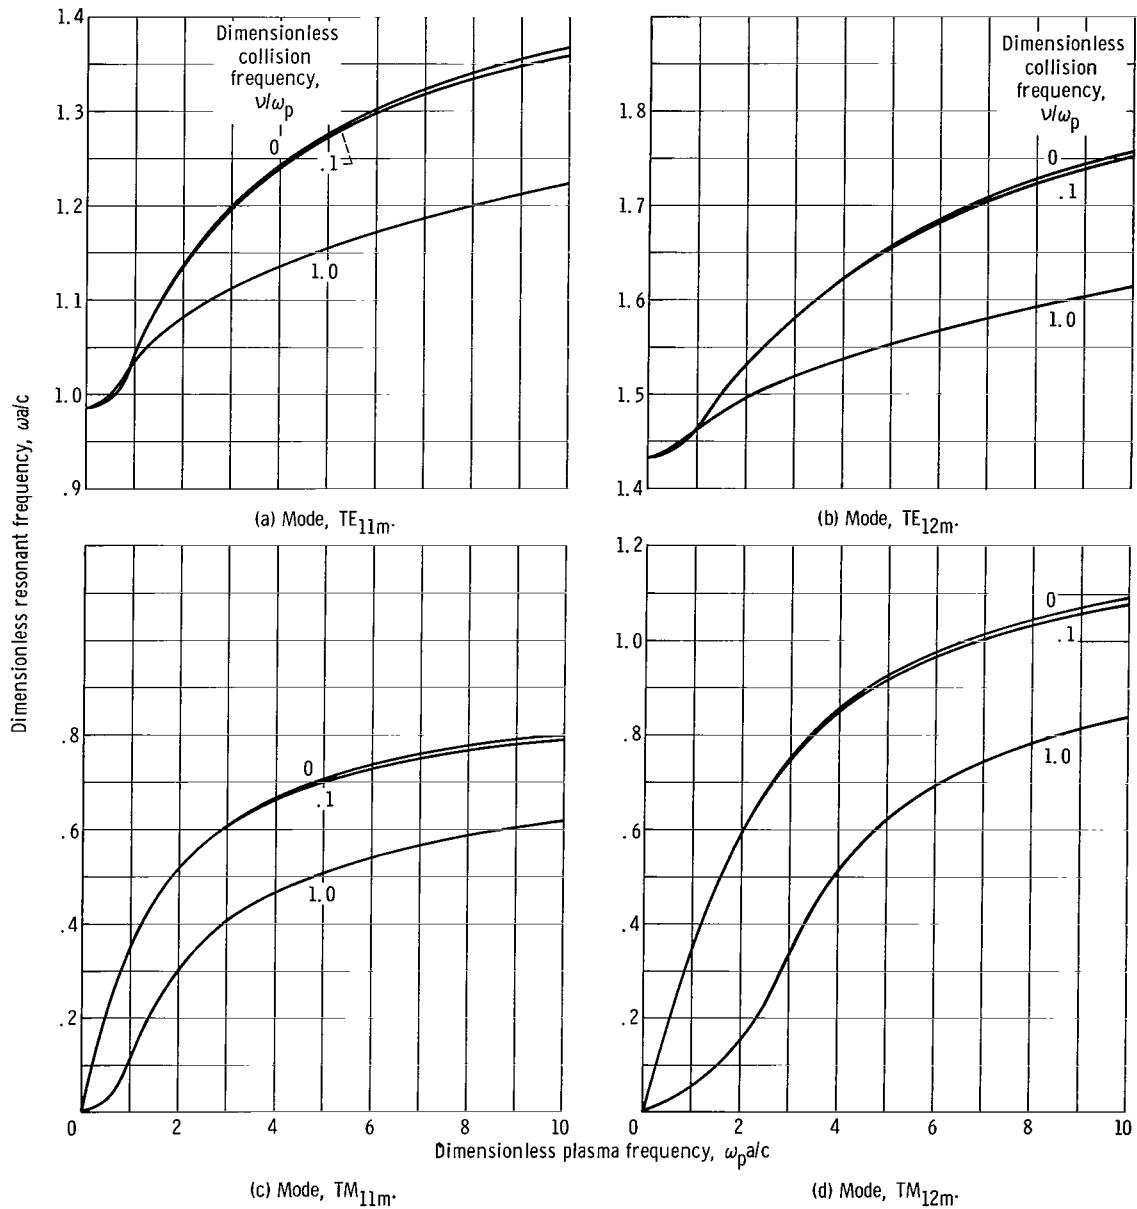 Dimensionless resonant frequency, ωa/c
1.4
1.3
1.2
1.1
1.0
.9
Dimensionless
collision
frequency,
ν/ωp
0
.1
1.0
(a) Mode, TE11m.
1.8
1.7
1.6
1.5
1.4
Dimensionless
collision
frequency,
ν/ωp
0
.1
1.0
(b) Mode, TE12m.
.8
.6
.4
.2
0
.1
1.0
0 2 4 6 8 10
(c) Mode, TM11m.
1.2
1.0
.8
.6
.4
.2
0
.1
1.0
0 2 4 6 8 10
(d) Mode, TM12m.
Dimensionless plasma frequency, ωpa/c